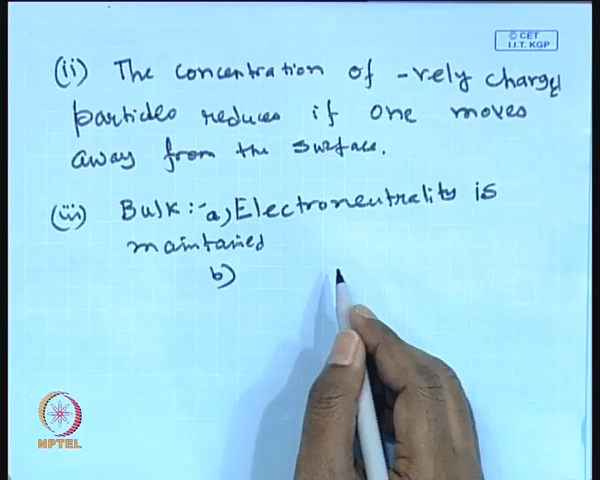 © CET
I.I.T. KGP
(ii) The concentration of -vely charged
particles reduces if one moves
away from the surface.
(iii) Bulk :- a) Electroneutrality is
maintained
b)
NPTEL